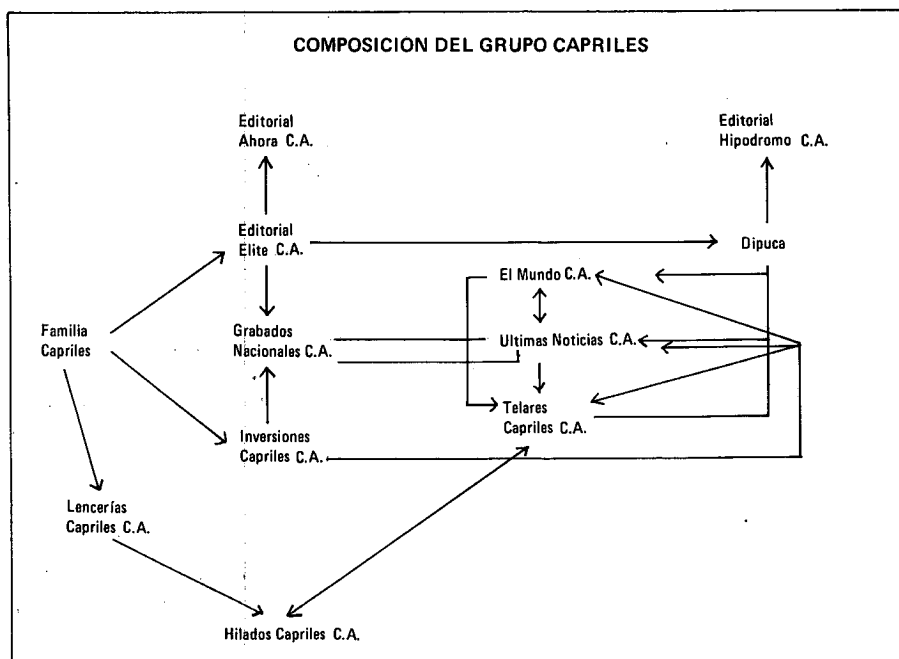 COMPOSICION DEL GRUPO CAPRILES
Editorial
Ahora C.A.
Editorial
Hipodromo C.A.
Editorial
Elite C.A.
Dipuca
El Mundo C.A.
Familia
Capriles
Grabados
Nacionales C.A.
Ultimas Noticias C.A.
Telares
Capriles C.A.
Inversiones
Capriles C.A.
Lencerías
Capriles C.A.
Hilados Capriles C.A.